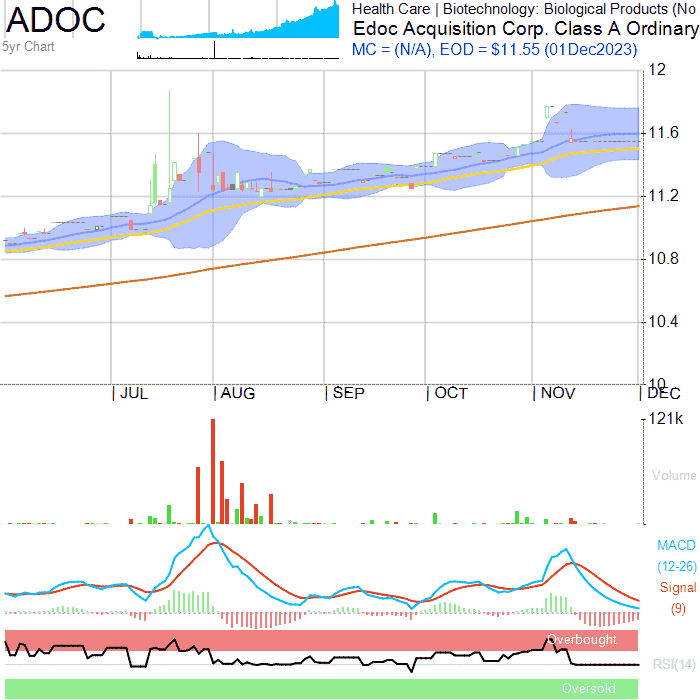 ADOC
5yr Chart
Health Care | Biotechnology: Biological Products (No
Edoc Acquisition Corp. Class A Ordinary
MC = (N/A), EOD = $11.55 (01Dec2023)
12
11.6
11.2
10.8
10.4
10
| JUL | AUG | SEP | OCT | NOV | DEC
121k
Volume
MACD
(12-26)
Signal
(9)
Overbought
RSI(14)
Oversold